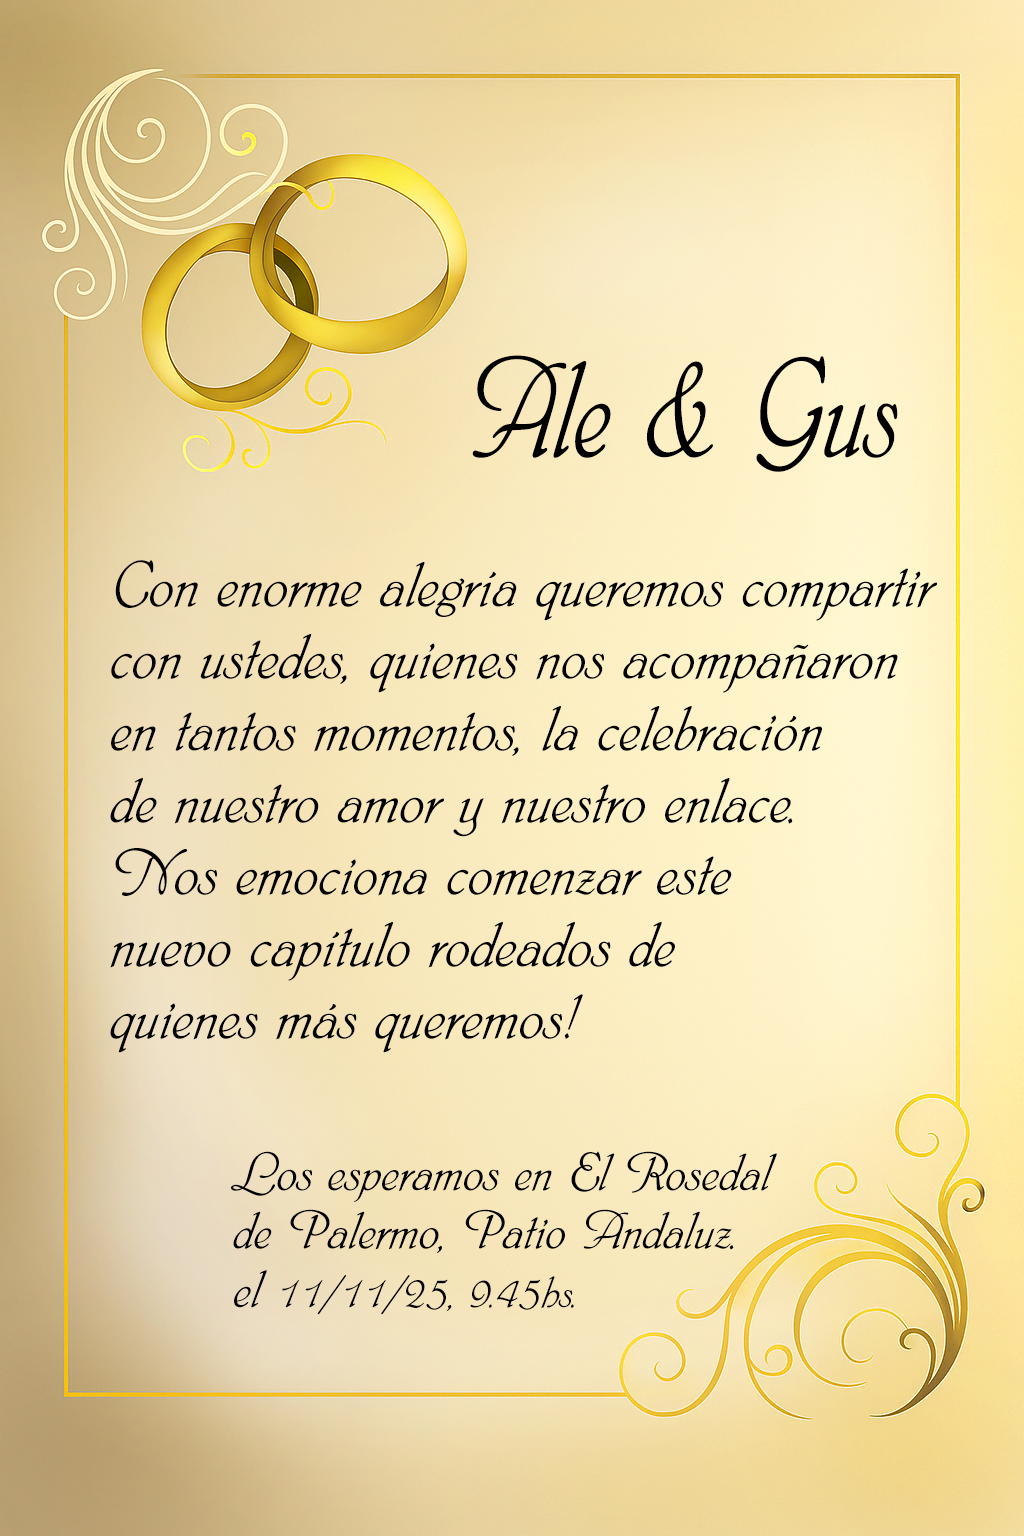 Ale & Gus
Con enorme alegría queremos compartir
con ustedes, quienes nos acompañaron
en tantos momentos, la celebración
de nuestro amor y nuestro enlace.
Nos emociona comenzar este
nuevo capítulo rodeados de
quienes más queremos!
Los esperamos en El Rosedal
de Palermo, Patio Andaluz.
el 11/11/25, 9.45hs.